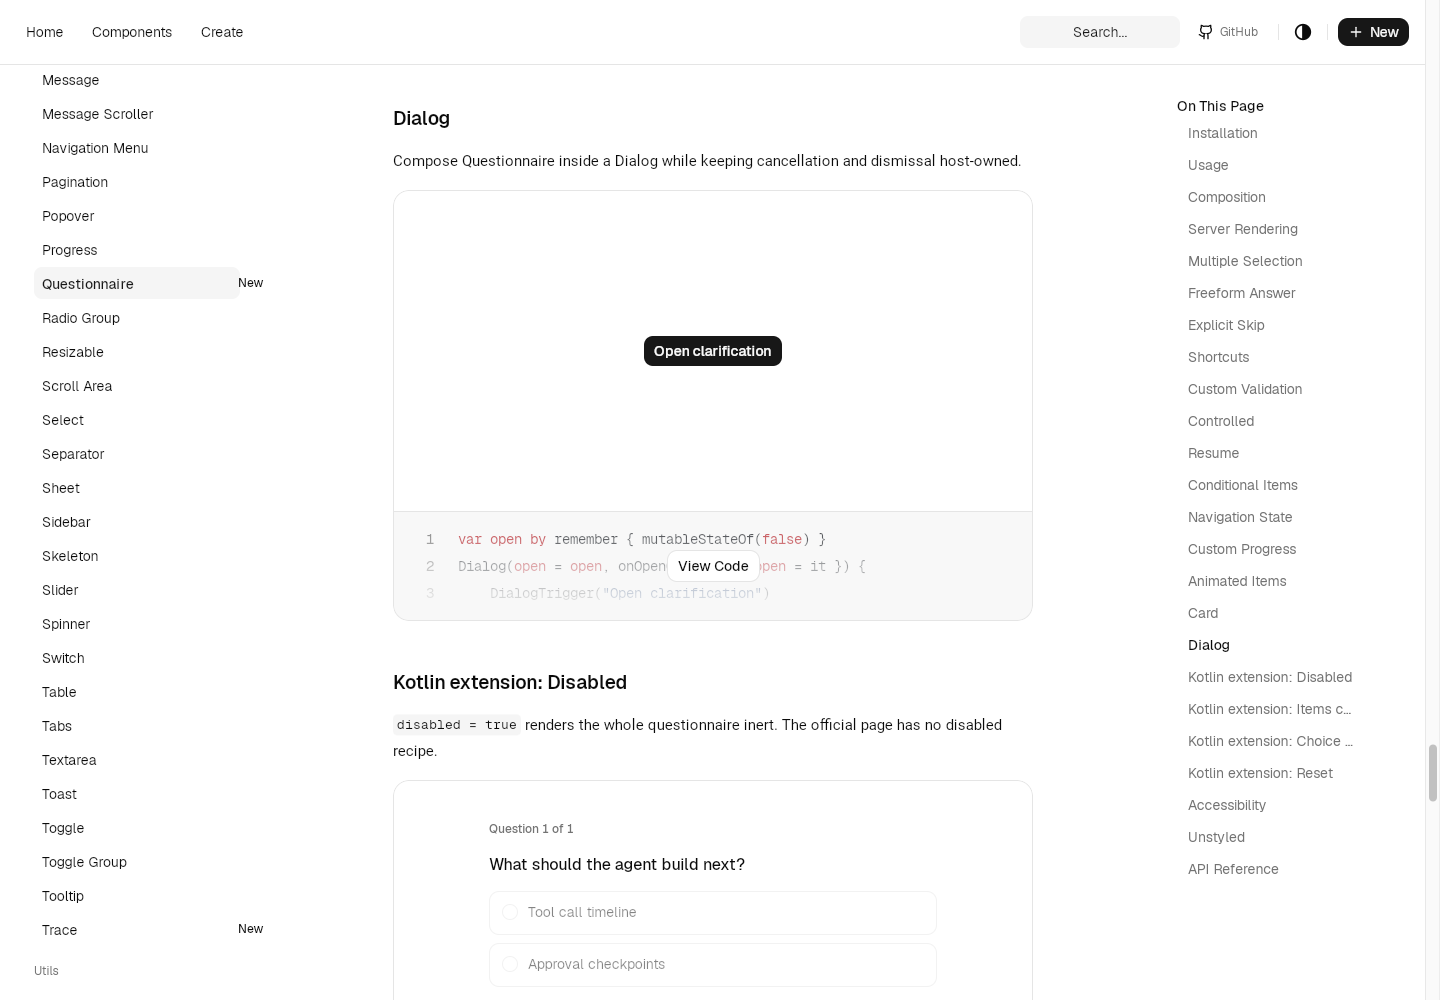 Home
Components
Create
Search...
GitHub
New
Message
Message Scroller
Navigation Menu
Pagination
Popover
Progress
Questionnaire New
Radio Group
Resizable
Scroll Area
Select
Separator
Sheet
Sidebar
Skeleton
Slider
Spinner
Switch
Table
Tabs
Textarea
Toast
Toggle
Toggle Group
Tooltip
Trace New
Utils
Dialog
Compose Questionnaire inside a Dialog while keeping cancellation and dismissal host-owned.
Open clarification
1 var open by remember { mutableStateOf(false) }
2 Dialog(open = open, onOpen open = it }) {
View Code
3 DialogTrigger("Open clarification")
Kotlin extension: Disabled
disabled = true renders the whole questionnaire inert. The official page has no disabled
recipe.
Question 1 of 1
What should the agent build next?
Tool call timeline
Approval checkpoints
On This Page
Installation
Usage
Composition
Server Rendering
Multiple Selection
Freeform Answer
Explicit Skip
Shortcuts
Custom Validation
Controlled
Resume
Conditional Items
Navigation State
Custom Progress
Animated Items
Card
Dialog
Kotlin extension: Disabled
Kotlin extension: Items c...
Kotlin extension: Choice ...
Kotlin extension: Reset
Accessibility
Unstyled
API Reference